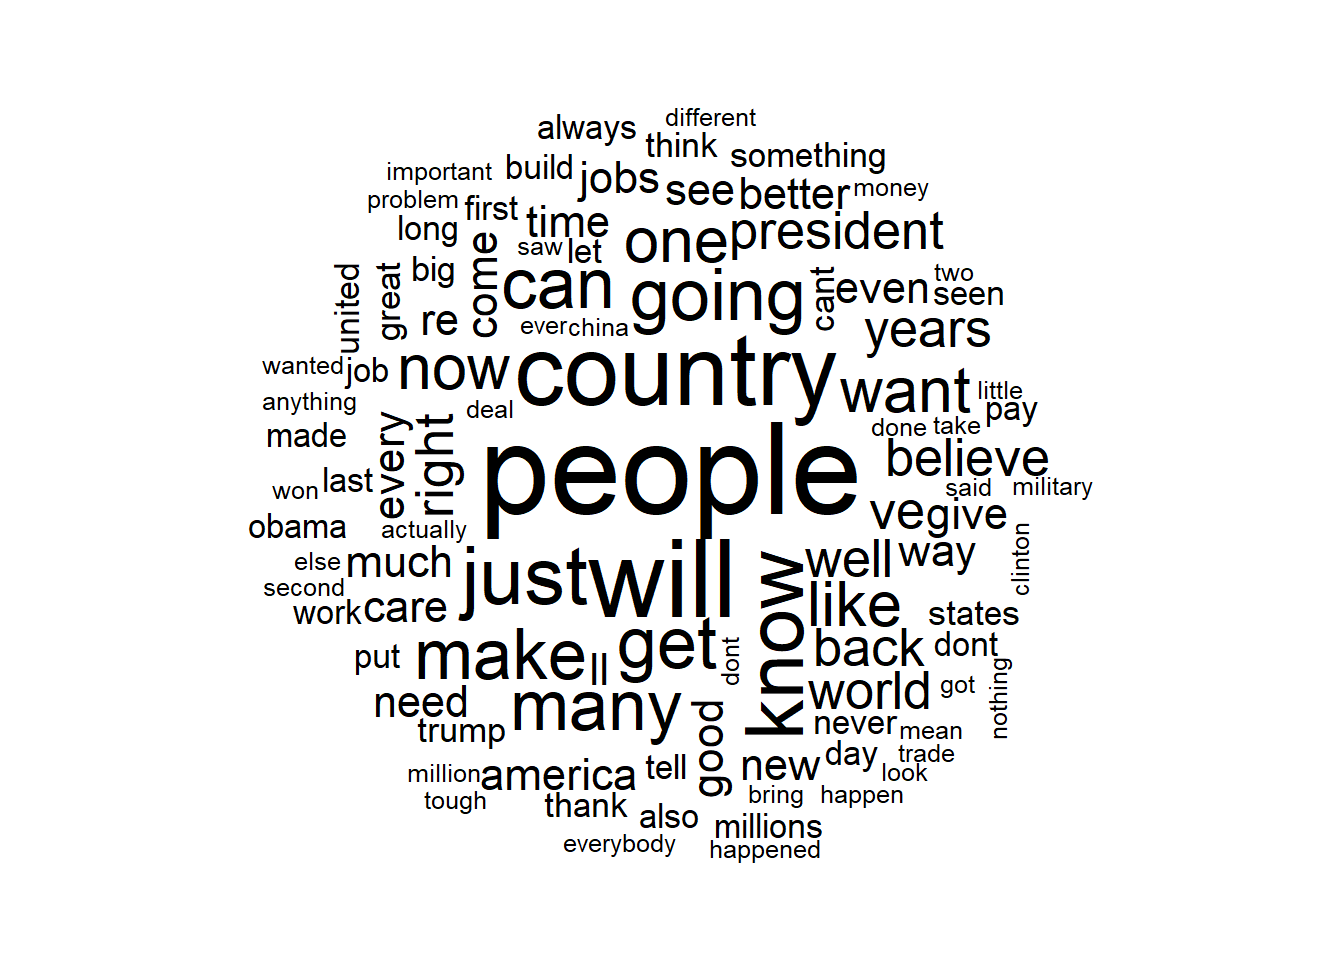 different
always
think
something
important
build
jobs
see
better
money
problem
first
time
long
one
president
saw
let
come
big
great
united
can
going
cant
even
two
seen
re
ever
china
years
wanted
job
now
country
want
little
anything
deal
pay
made
every
right
people
done
take
believe
won
last
said
military
obama
actually
ve
give
else
much
just
will
know
well
way
clinton
second
work
care
like
states
put
make
ll
get
dont
back
dont
need
many
good
world
got
nothing
trump
never
mean
million
america
tell
new
day
trade
look
tough
thank
also
bring
happen
millions
everybody
happened